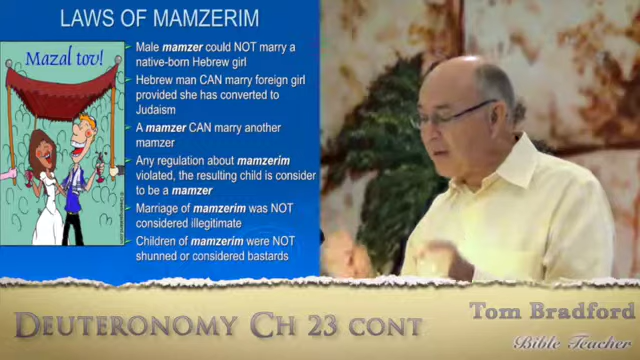 LAWS OF MAMZERIM
Mazal tov!
Male mamzer could NOT marry a
native-born Hebrew girl
Hebrew man CAN marry foreign girl
provided she has converted to
Judaism
A mamzer CAN marry another
mamzer
Any regulation about mamzerim
violated, the resulting child is consider
to be a mamzer
Marriage of mamzerim was NOT
considered illegitimate
Children of mamzerim were NOT
shunned or considered bastards
DEUTERONOMY CH 23 CONT
Tom Bradford
Bible Teacher